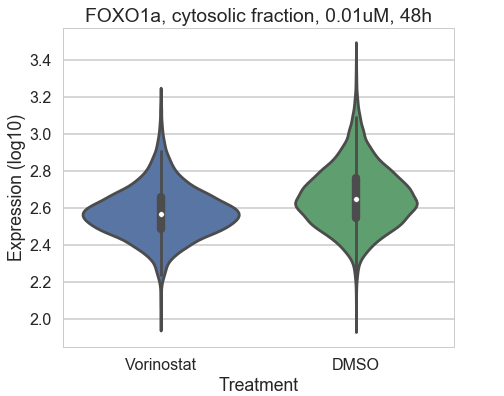 FOXO1a, cytosolic fraction, 0.01uM, 48h
Expression (log10)
3.4
3.2
3.0
2.8
2.6
2.4
2.2
2.0
Vorinostat DMSO
Treatment